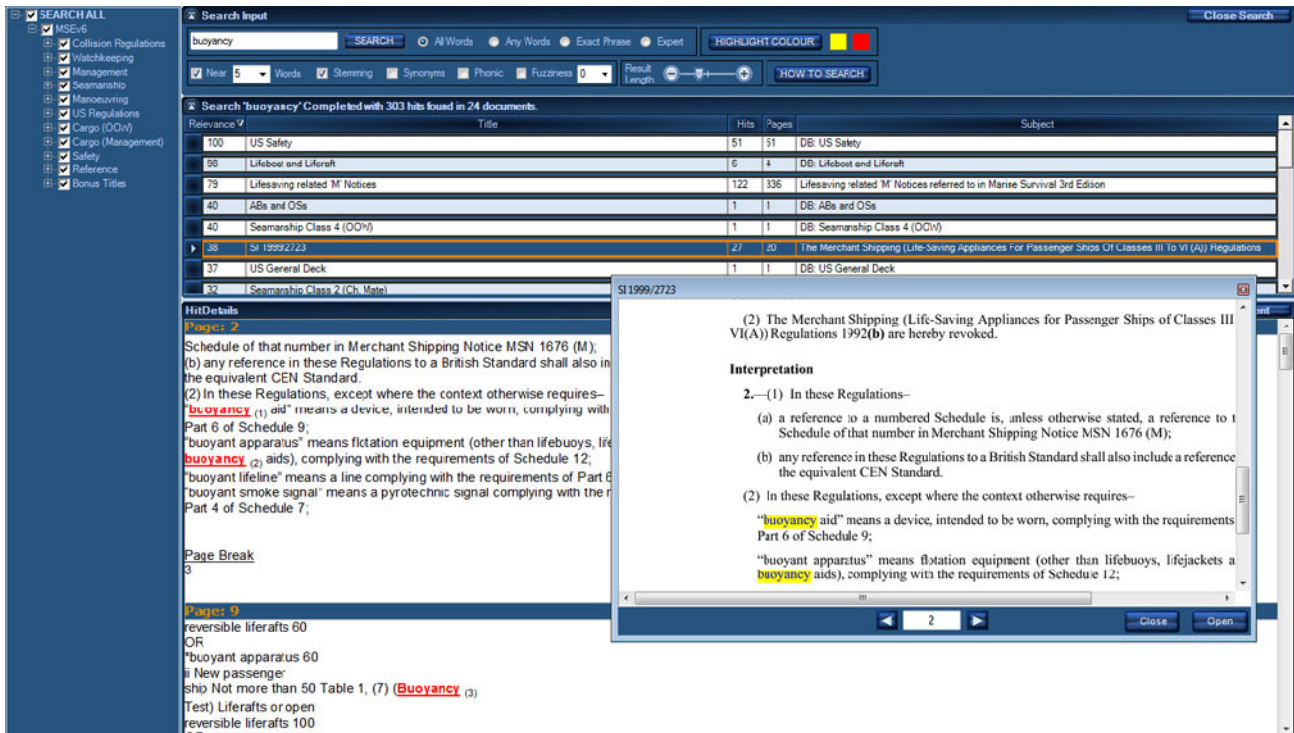 SEARCH ALL
MSEv6
Collision Regulations
Watchkeeping
Management
Seamanship
Manoeuvring
US Regulations
Cargo (OOW)
Cargo (Management)
Safety
Reference
Bonus Titles
Search Input
Close Search
buoyancy SEARCH All Words Any Words Exact Phrase Expert HIGHLIGHT COLOUR
Near 5 Words Stemming Synonyms Phonic Fuzziness 0 Result Length HOW TO SEARCH
Search 'buoyascy' Completed with 303 hits found in 24 documents.
Relevance Title Hits Pages Subject
100 US Safety 51 51 DB: US Safety
98 Lifeboat and Liferaft 6 4 DB: Lifeboat and Liferaft
79 Lifesaving related 'M' Notices 122 336 Lifesaving related 'M' Notices referred to in Marine Survival 3rd Edition
40 ABs and OSs 1 1 DB: ABs and OSs
40 Seamanship Class 4 (OOW) 1 1 DB: Seamanship Class 4 (OOW)
38 SI 1999/2723 27 20 The Merchant Shipping (Life-Saving Appliances For Passenger Ships Of Classes III To VI (A)) Regulations
37 US General Deck 1 1 DB: US General Deck
32 Seamanship Class 2 (Ch. Mate)
HitDetails
Page: 2
Schedule of that number in Merchant Shipping Notice MSN 1676 (M);
(b) any reference in these Regulations to a British Standard shall also in
the equivalent CEN Standard.
(2) In these Regulations, except where the context otherwise requires–
"buoyancy (1) aid" means a device, intended to be worn, complying with
Part 6 of Schedule 9;
"buoyant apparatus" means flotation equipment (other than lifebuoys, life
buoyancy (2) aids), complying with the requirements of Schedule 12;
"buoyant lifeline" means a line complying with the requirements of Part 6
"buoyant smoke signal" means a pyrotechnic signal complying with the r
Part 4 of Schedule 7;
Page Break
3
Page: 9
reversible liferafts 60
OR
*buoyant apparatus 60
ii New passenger
ship Not more than 50 Table 1, (7) (Buoyancy (3)
Test) Liferafts or open
reversible liferafts 100
SI 1999/2723
(2) The Merchant Shipping (Life-Saving Appliances for Passenger Ships of Classes III
VI(A)) Regulations 1992(b) are hereby revoked.
Interpretation
2.—(1) In these Regulations–
(a) a reference to a numbered Schedule is, unless otherwise stated, a reference to t
Schedule of that number in Merchant Shipping Notice MSN 1676 (M);
(b) any reference in these Regulations to a British Standard shall also include a reference
the equivalent CEN Standard.
(2) In these Regulations, except where the context otherwise requires–
“buoyancy aid” means a device, intended to be worn, complying with the requirements
Part 6 of Schedule 9;
“buoyant apparatus” means flotation equipment (other than lifebuoys, lifejackets a
buoyancy aids), complying with the requirements of Schedule 12;
2
Close Open